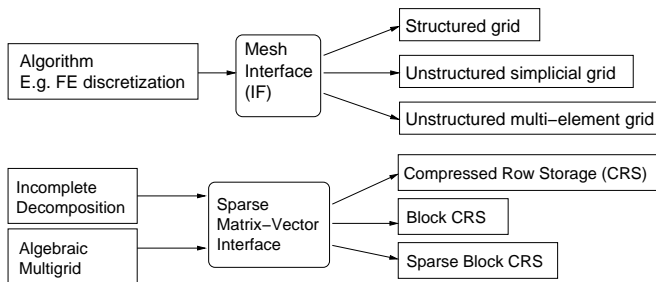 Algorithm
E.g. FE discretization
Mesh
Interface
(IF)
Structured grid
Unstructured simplicial grid
Unstructured multi−element grid
Incomplete
Decomposition
Algebraic
Multigrid
Sparse
Matrix−Vector
Interface
Compressed Row Storage (CRS)
Block CRS
Sparse Block CRS